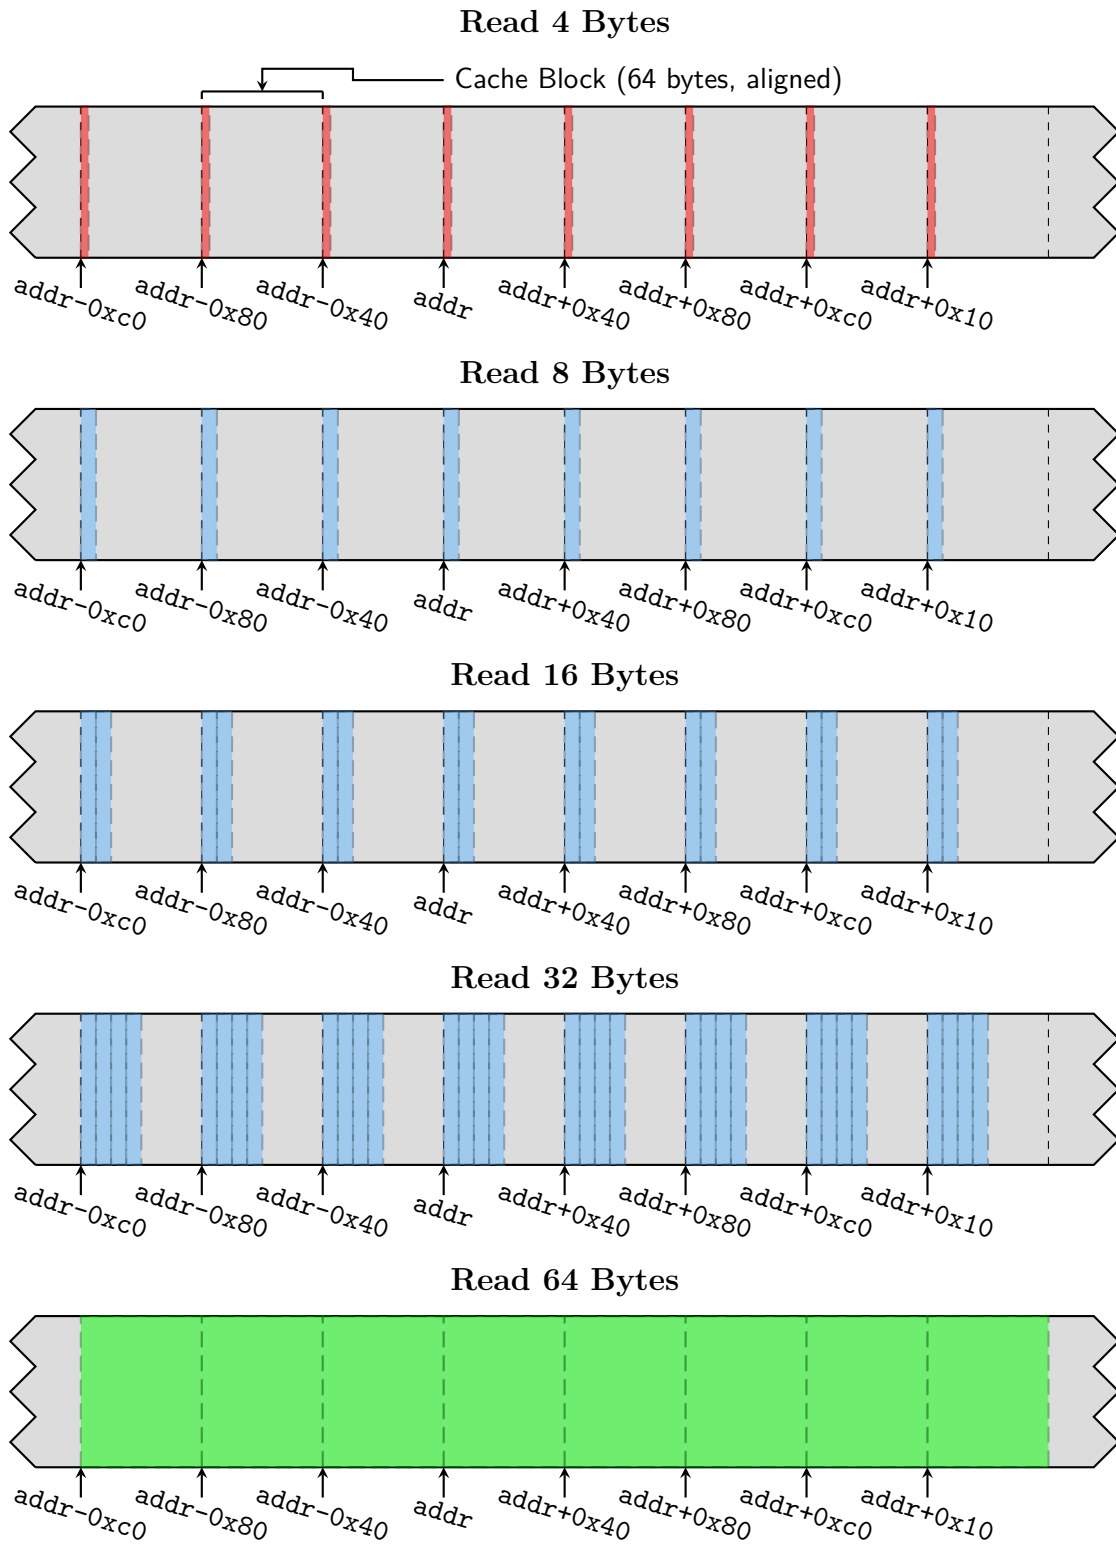 Read 4 Bytes
Cache Block (64 bytes, aligned)
addr-0xc0 addr-0x80 addr-0x40 addr addr+0x40 addr+0x80 addr+0xc0 addr+0x10
Read 8 Bytes
addr-0xc0 addr-0x80 addr-0x40 addr addr+0x40 addr+0x80 addr+0xc0 addr+0x10
Read 16 Bytes
addr-0xc0 addr-0x80 addr-0x40 addr addr+0x40 addr+0x80 addr+0xc0 addr+0x10
Read 32 Bytes
addr-0xc0 addr-0x80 addr-0x40 addr addr+0x40 addr+0x80 addr+0xc0 addr+0x10
Read 64 Bytes
addr-0xc0 addr-0x80 addr-0x40 addr addr+0x40 addr+0x80 addr+0xc0 addr+0x10